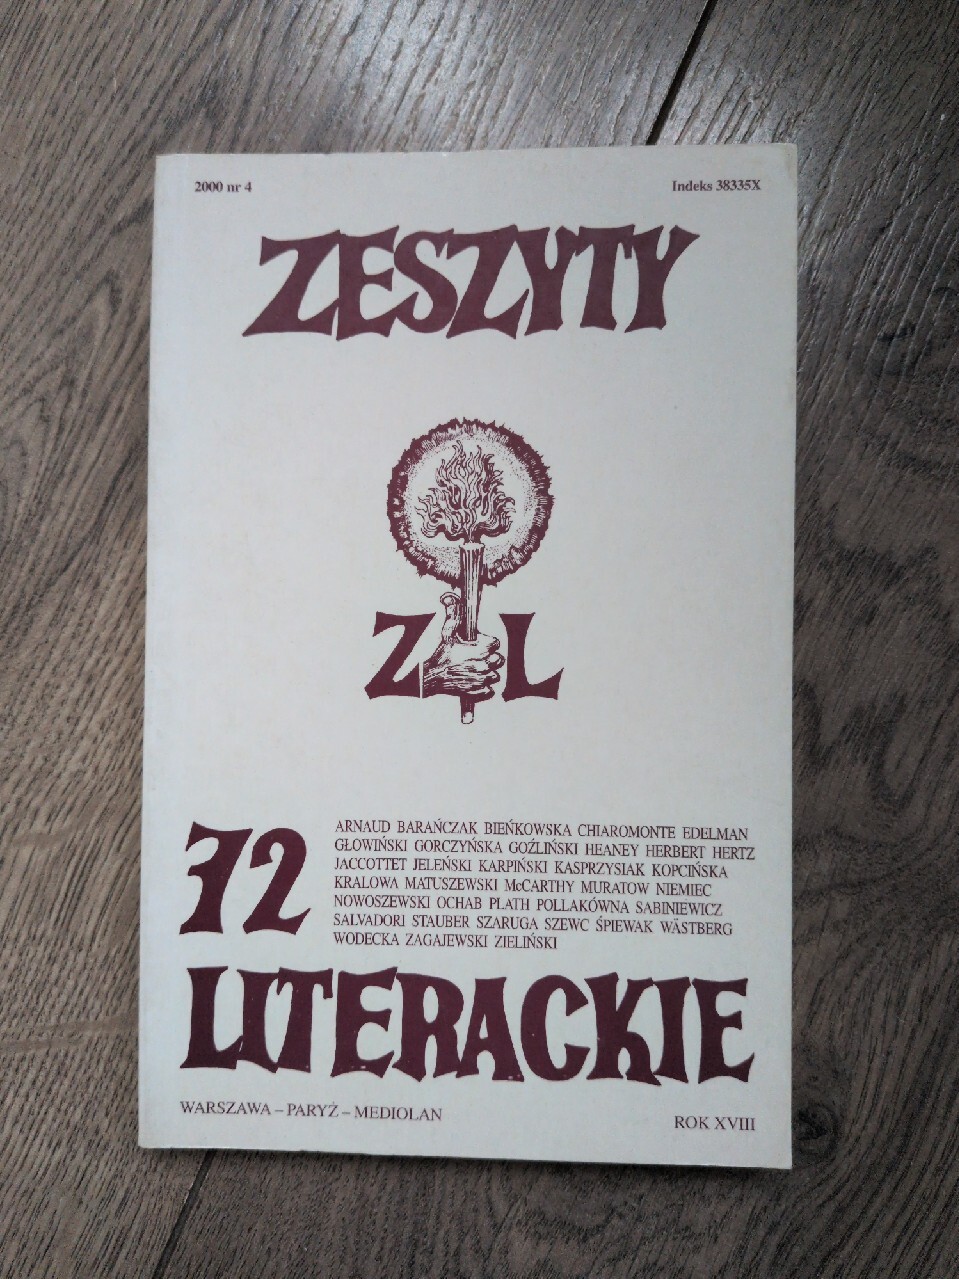 2000 nr 4
Indeks 38335X
ZESZYTY
Z L
72
ARNAUD BARAŃCZAK BIEŃKOWSKA CHIAROMONTE EDELMAN
GŁOWIŃSKI GORCZYŃSKA GOŹLIŃSKI HEANEY HERBERT HERTZ
JACCOTTET JELEŃSKI KARPIŃSKI KASPRZYSIAK KOPCIŃSKA
KRALOWA MATUSZEWSKI McCARTHY MURATOW NIEMIEC
NOWOSZEWSKI OCHAB PLATH POLLAKÓWNA SABINIEWICZ
SALVADORI STAUBER SZARUGA SZEWC ŚPIEWAK WÄSTBERG
WODECKA ZAGAJEWSKI ZIELIŃSKI
LITERACKIE
WARSZAWA – PARYŻ – MEDIOLAN
ROK XVIII